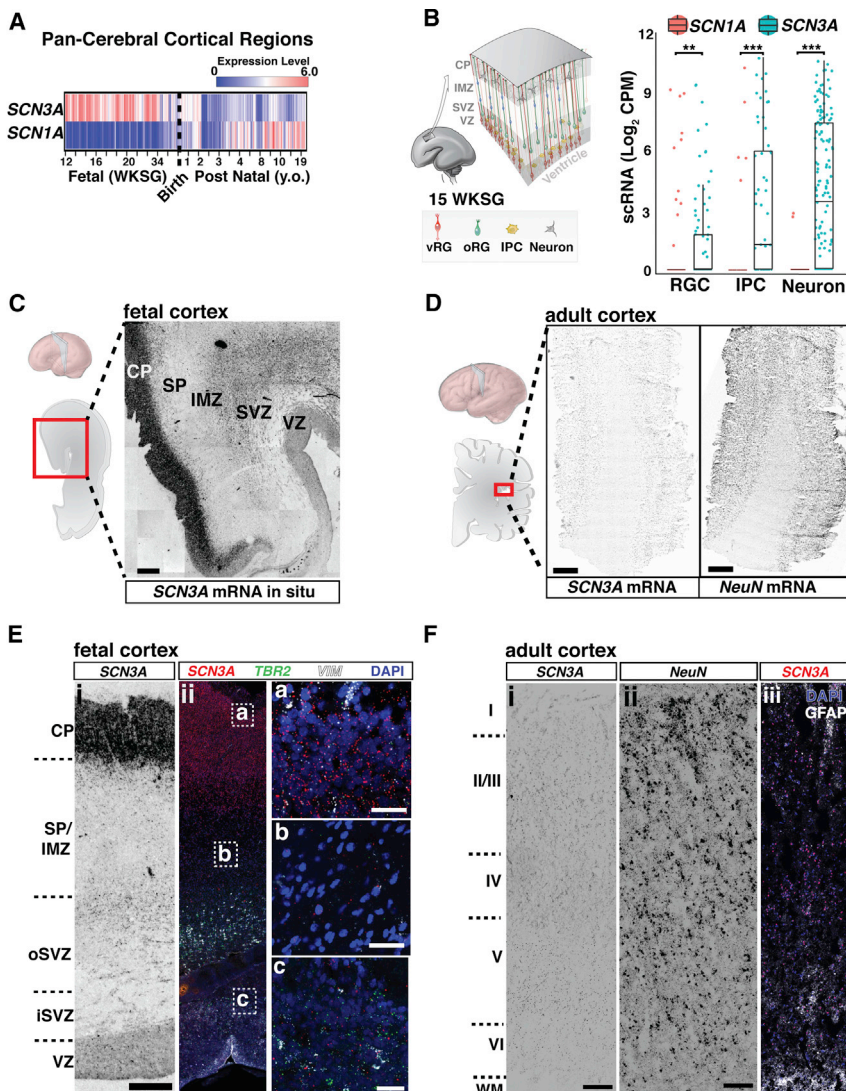 A
Pan-Cerebral Cortical Regions
Expression Level
0.0 6.0
SCN3A
SCN1A
12 16 20 24 34 1 2 3 4 8 10 13 19
Fetal (WKSG) Birth Post Natal (y.o.)
B
CP
IMZ
SVZ
VZ
Ventricle
15 WKSG
vRG oRG IPC Neuron
SCN1A SCN3A
scRNA (Log2 CPM)
12
9
6
3
0
** *** ***
RGC IPC Neuron
C
fetal cortex
CP
SP
IMZ
SVZ
VZ
SCN3A mRNA in situ
D
adult cortex
SCN3A mRNA NeuN mRNA
E
fetal cortex
SCN3A SCN3A TBR2 VIM DAPI
i ii a
CP
SP/
IMZ
oSVZ
iSVZ
VZ
a
b
c
b
c
F
adult cortex
SCN3A NeuN SCN3A
i ii iii DAPI
GFAP
I
II/III
IV
V
VI
WM